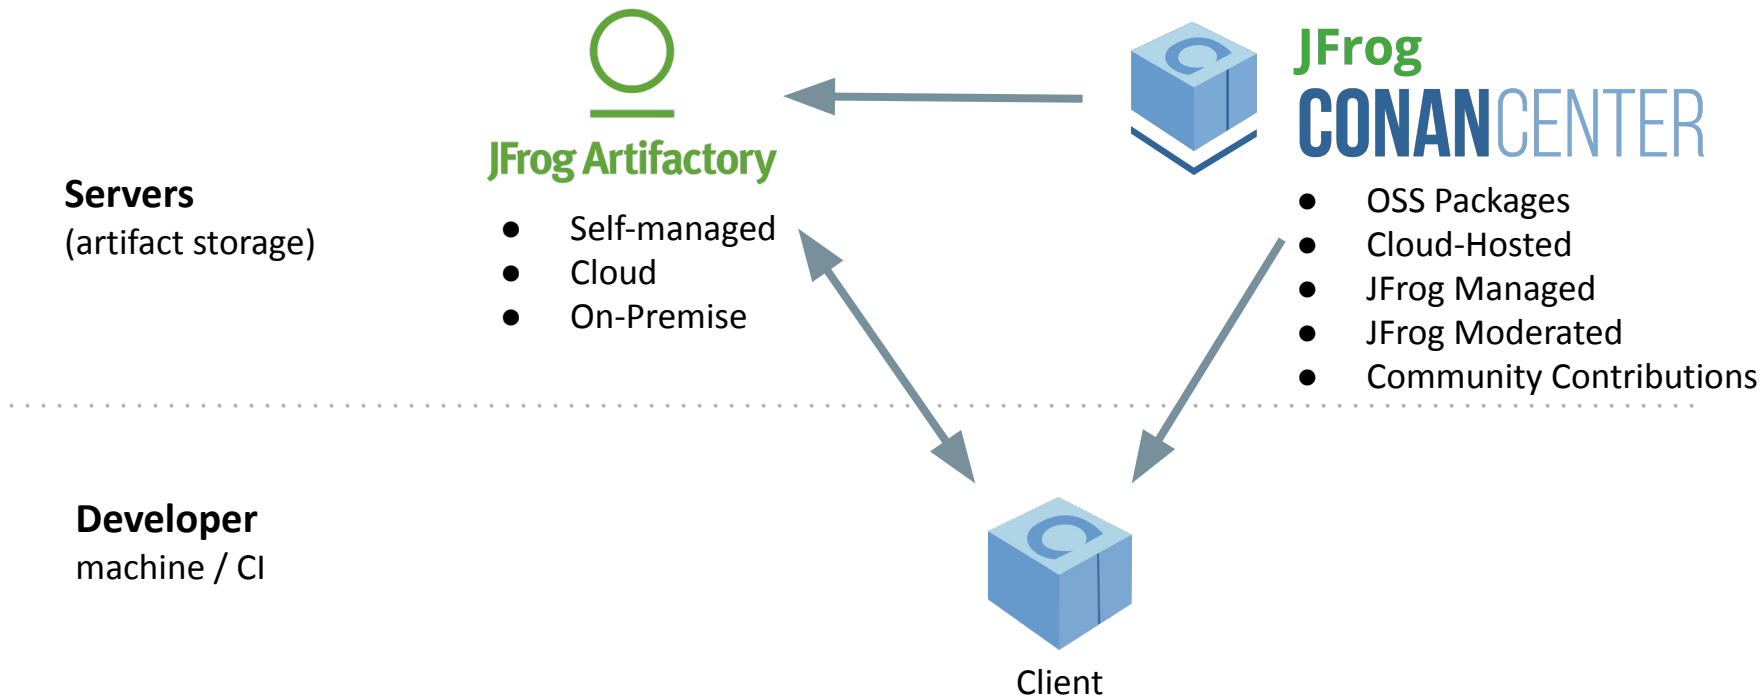 JFrog Artifactory
JFrog
CONANCENTER
Servers
(artifact storage)
● Self-managed
● Cloud
● On-Premise
● OSS Packages
● Cloud-Hosted
● JFrog Managed
● JFrog Moderated
● Community Contributions
Developer
machine / CI
Client